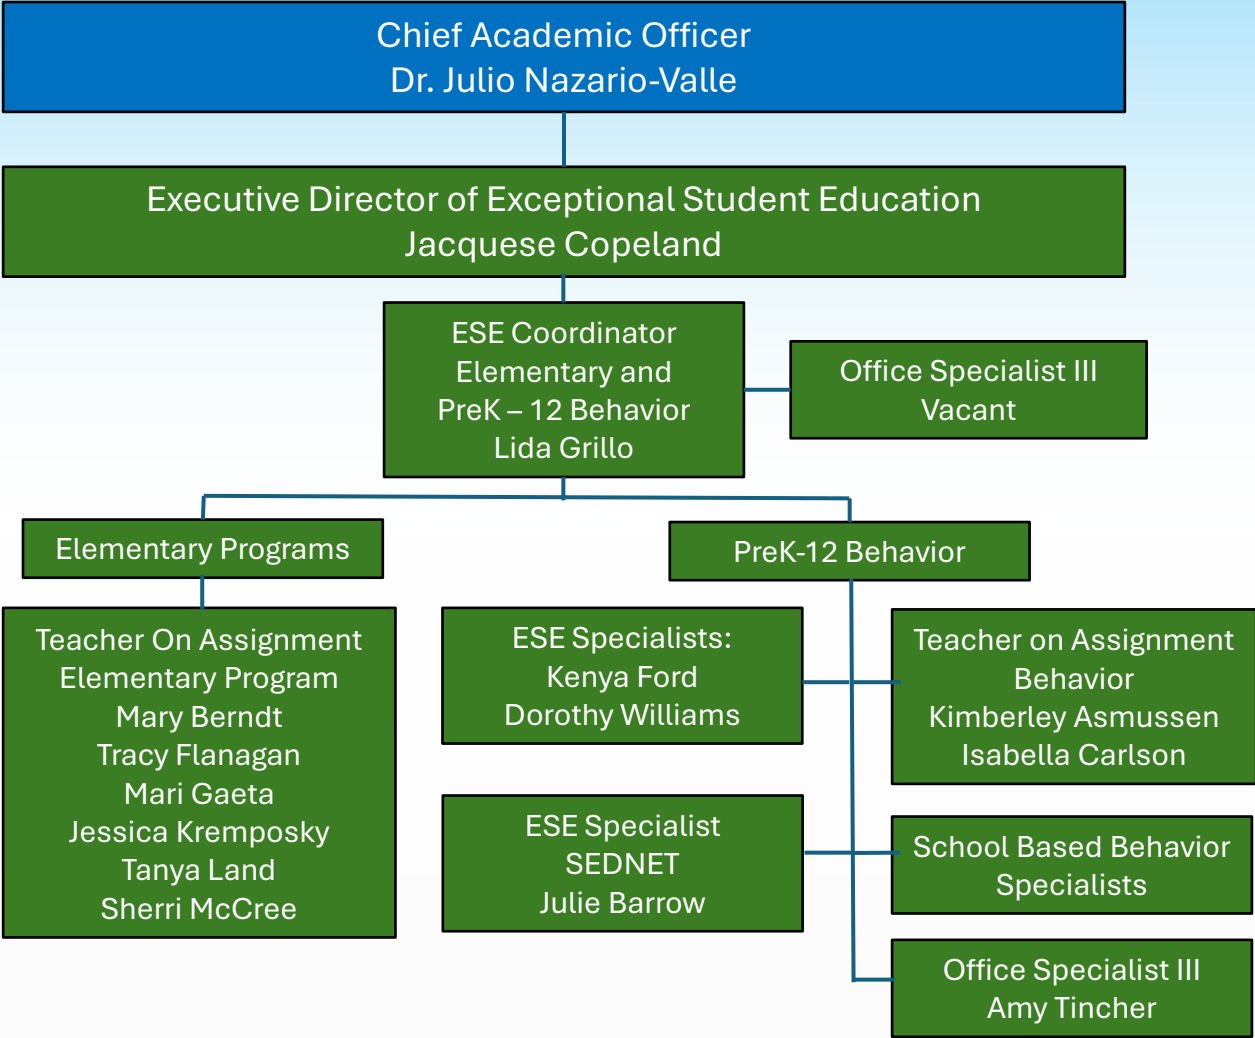 Chief Academic Officer
Dr. Julio Nazario-Valle
Executive Director of Exceptional Student Education
Jacquese Copeland
ESE Coordinator
Elementary and
PreK – 12 Behavior
Lida Grillo
Office Specialist III
Vacant
Elementary Programs
PreK-12 Behavior
Teacher On Assignment
Elementary Program
Mary Berndt
Tracy Flanagan
Mari Gaeta
Jessica Kremposky
Tanya Land
Sherri McCree
ESE Specialists:
Kenya Ford
Dorothy Williams
Teacher on Assignment
Behavior
Kimberley Asmussen
Isabella Carlson
ESE Specialist
SEDNET
Julie Barrow
School Based Behavior
Specialists
Office Specialist III
Amy Tincher